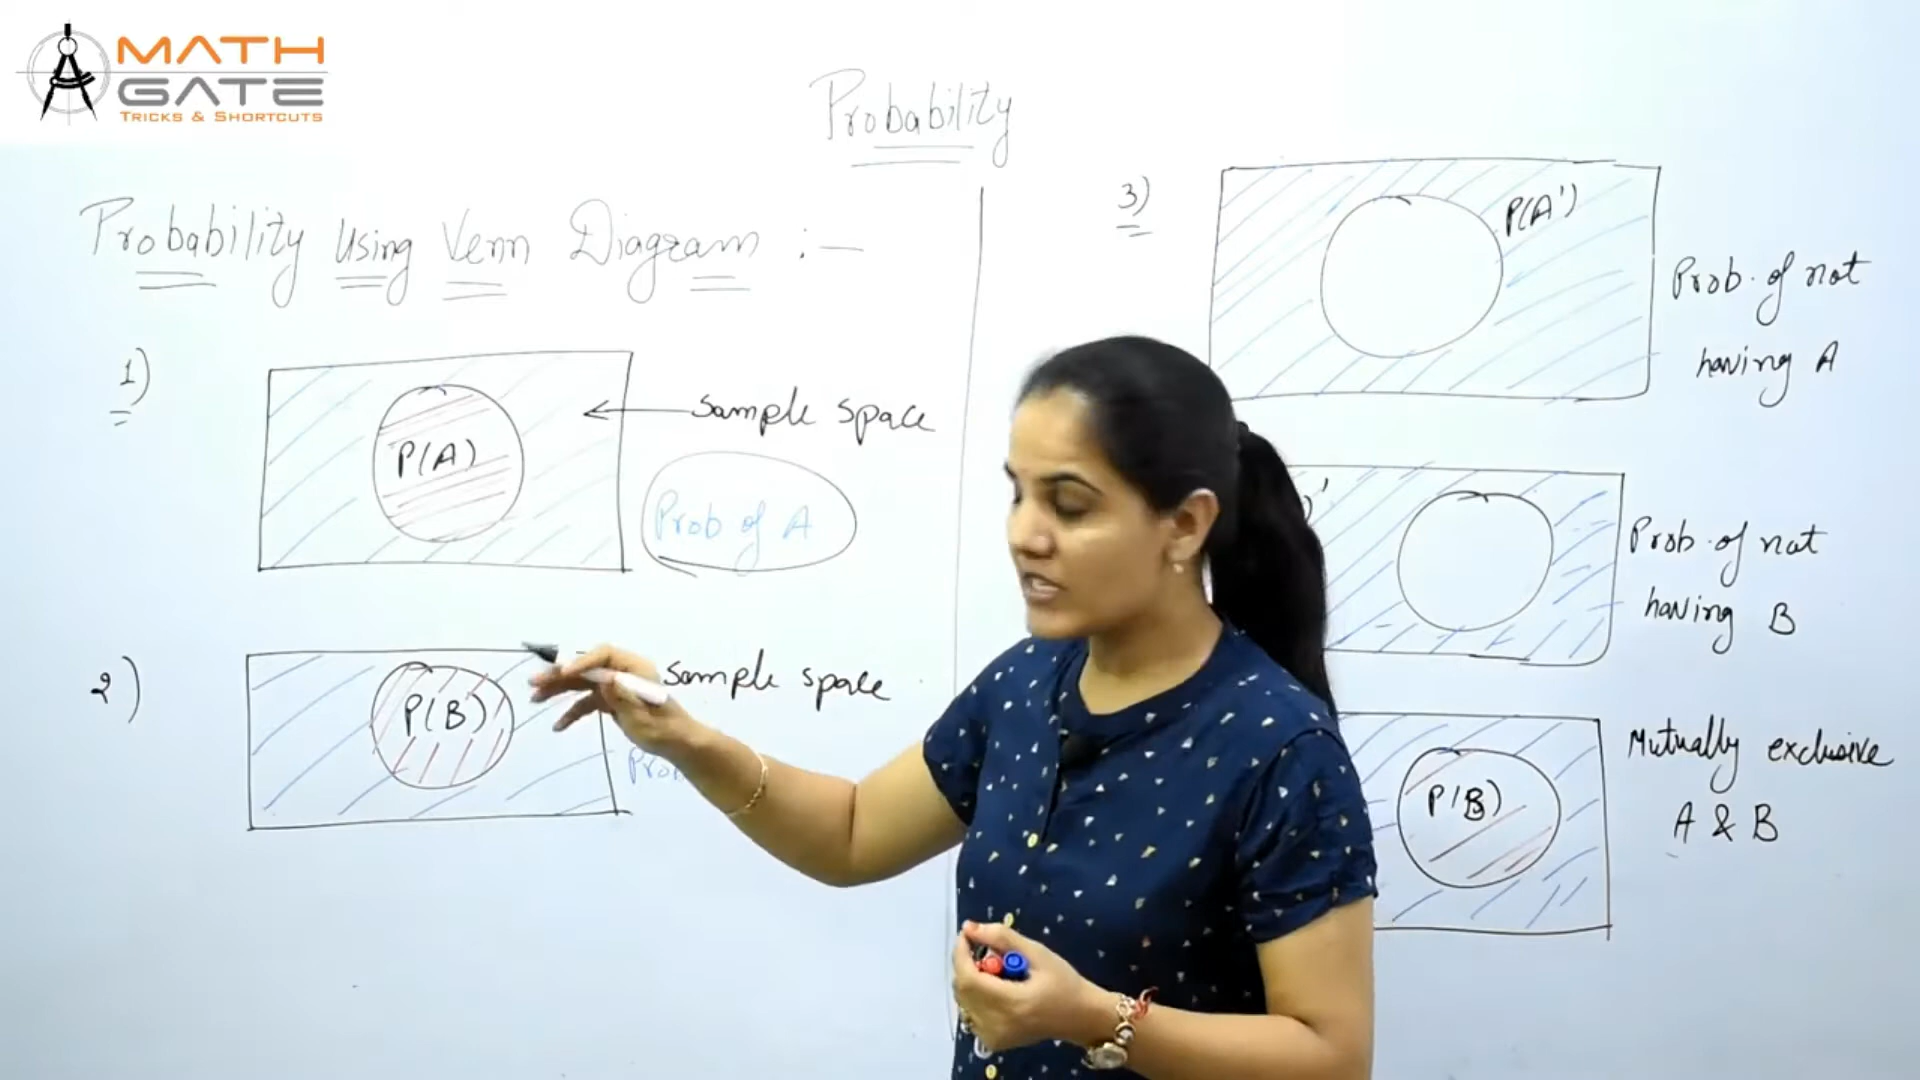 MATH
GATE
TRICKS & SHORTCUTS
Probability
Probability Using Venn Diagram :-
1)
P(A)
sample space
Prob of A
2)
P(B)
sample space
3)
P(A')
Prob. of not
having A
Prob. of not
having B
P(B)
Mutually exclusive
A & B